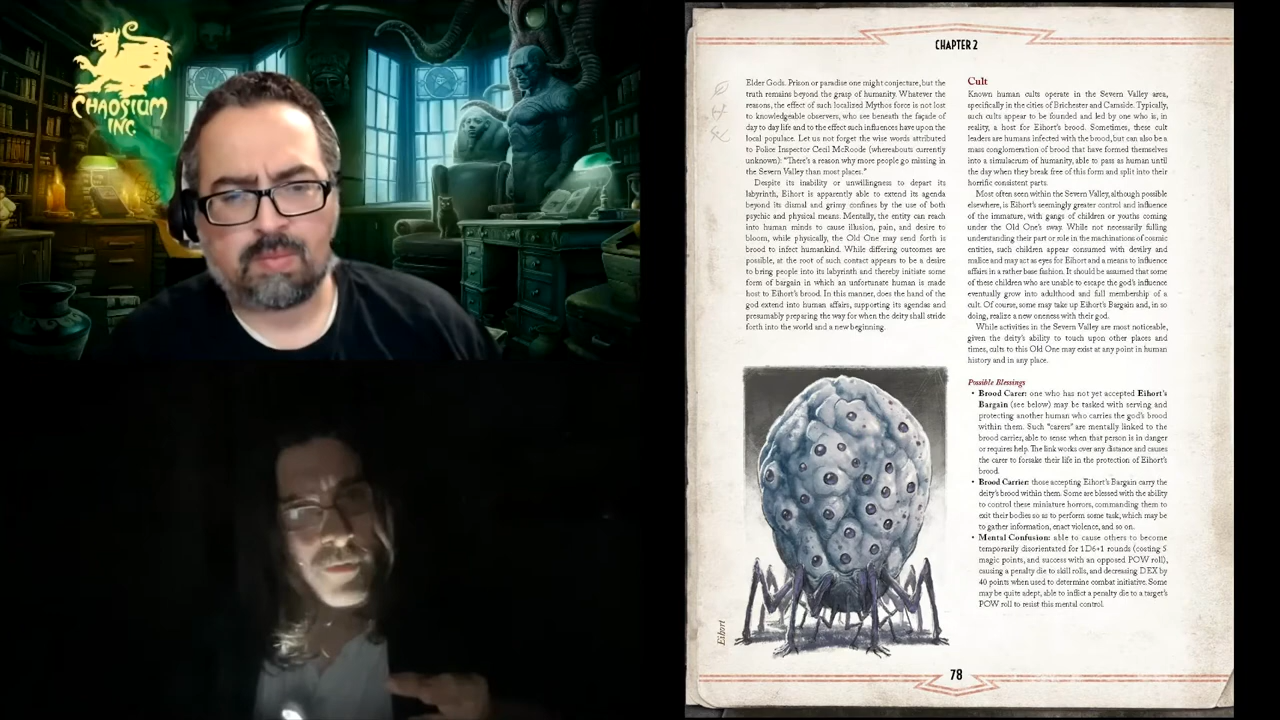 CHAOSIUM
INC.
CHAPTER 2
Elder Gods. Prison or paradise one might conjecture, but the
truth remains beyond the grasp of humanity. Whatever the
reasons, the effect of such localized Mythos force is not lost
to knowledgeable observers, who see beneath the façade of
day to day life and to the effect such influences have upon the
local populace. Let us not forget the wise words attributed
to Police Inspector Cecil McRoode (whereabouts currently
unknown): "There's a reason why more people go missing in
the Severn Valley than most places."
Despite its inability or unwillingness to depart its
labyrinth, Eihort is apparently able to extend its agenda
beyond its dismal and grimy confines by the use of both
psychic and physical means. Mentally, the entity can reach
into human minds to cause illusion, pain, and desire to
bloom, while physically, the Old One may send forth is
brood to infect humankind. While differing outcomes are
possible, at the root of such contact appears to be a desire
to bring people into its labyrinth and thereby initiate some
form of bargain in which an unfortunate human is made
host to Eihort's brood. In this manner, does the hand of the
god extend into human affairs, supporting its agendas and
presumably preparing the way for when the deity shall stride
forth into the world and a new beginning.
Eihort
Cult
Known human cults operate in the Severn Valley area,
specifically in the cities of Brichester and Camside. Typically,
such cults appear to be founded and led by one who is, in
reality, a host for Eihort's brood. Sometimes, these cult
leaders are humans infected with the brood, but can also be a
mass conglomeration of brood that have formed themselves
into a simulacrum of humanity, able to pass as human until
the day when they break free of this form and split into their
horrific consistent parts.
Most often seen within the Severn Valley, although possible
elsewhere, is Eihort's seemingly greater control and influence
of the immature, with gangs of children or youths coming
under the Old One's sway. While not necessarily fulling
understanding their part or role in the machinations of cosmic
entities, such children appear consumed with devilry and
malice and may act as eyes for Eihort and a means to influence
affairs in a rather base fashion. It should be assumed that some
of these children who are unable to escape the god's influence
eventually grow into adulthood and full membership of a
cult. Of course, some may take up Eihort's Bargain and, in so
doing, realize a new oneness with their god.
While activities in the Severn Valley are most noticeable,
given the deity's ability to touch upon other places and
times, cults to this Old One may exist at any point in human
history and in any place.
Possible Blessings
• Brood Carer: one who has not yet accepted Eihort's
Bargain (see below) may be tasked with serving and
protecting another human who carries the god's brood
within them. Such "carers" are mentally linked to the
brood carrier, able to sense when that person is in danger
or requires help. The link works over any distance and causes
the carer to forsake their life in the protection of Eihort's
brood.
• Brood Carrier: those accepting Eihort's Bargain carry the
deity's brood within them. Some are blessed with the ability
to control these miniature horrors, commanding them to
exit their bodies so as to perform some task, which may be
to gather information, enact violence, and so on.
• Mental Confusion: able to cause others to become
temporarily disorientated for 1D6+1 rounds (costing 5
magic points, and success with an opposed POW roll),
causing a penalty die to skill rolls, and decreasing DEX by
40 points when used to determine combat initiative. Some
may be quite adept, able to inflict a penalty die to a target's
POW roll to resist this mental control.
78